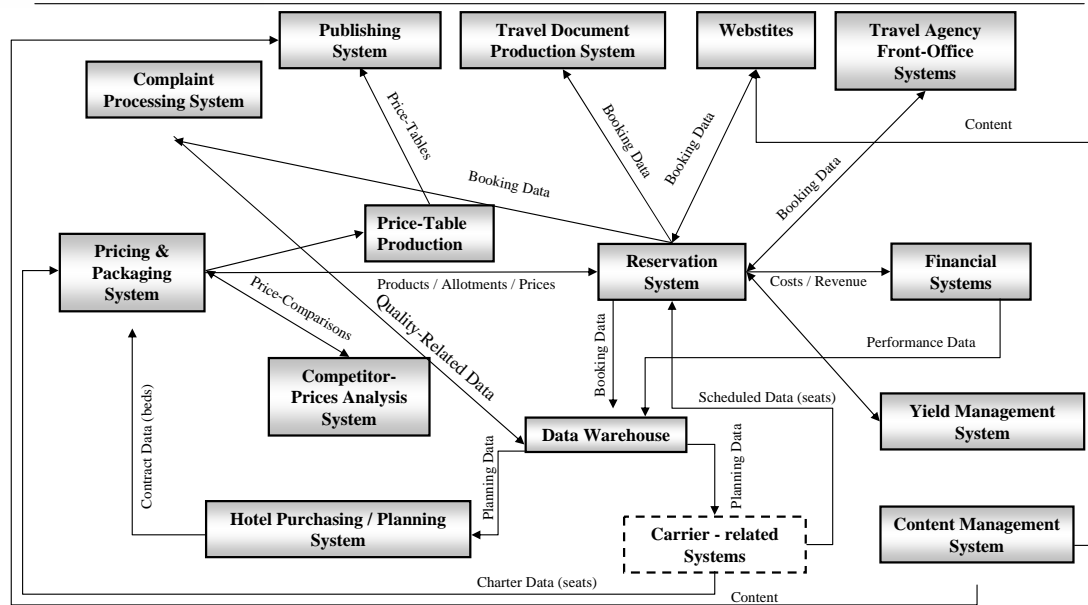 Publishing
System
Travel Document
Production System
Webstites
Travel Agency
Front-Office
Systems
Complaint
Processing System
Price-Tables
Booking Data
Booking Data
Content
Booking Data
Booking Data
Price-Table
Production
Pricing &
Packaging
System
Reservation
System
Financial
Systems
Products / Allotments / Prices
Costs / Revenue
Price-Comparisons
Quality-Related Data
Booking Data
Performance Data
Competitor-
Prices Analysis
System
Contract Data (beds)
Scheduled Data (seats)
Yield Management
System
Data Warehouse
Planning Data
Planning Data
Hotel Purchasing / Planning
System
Carrier - related
Systems
Content Management
System
Charter Data (seats)
Content